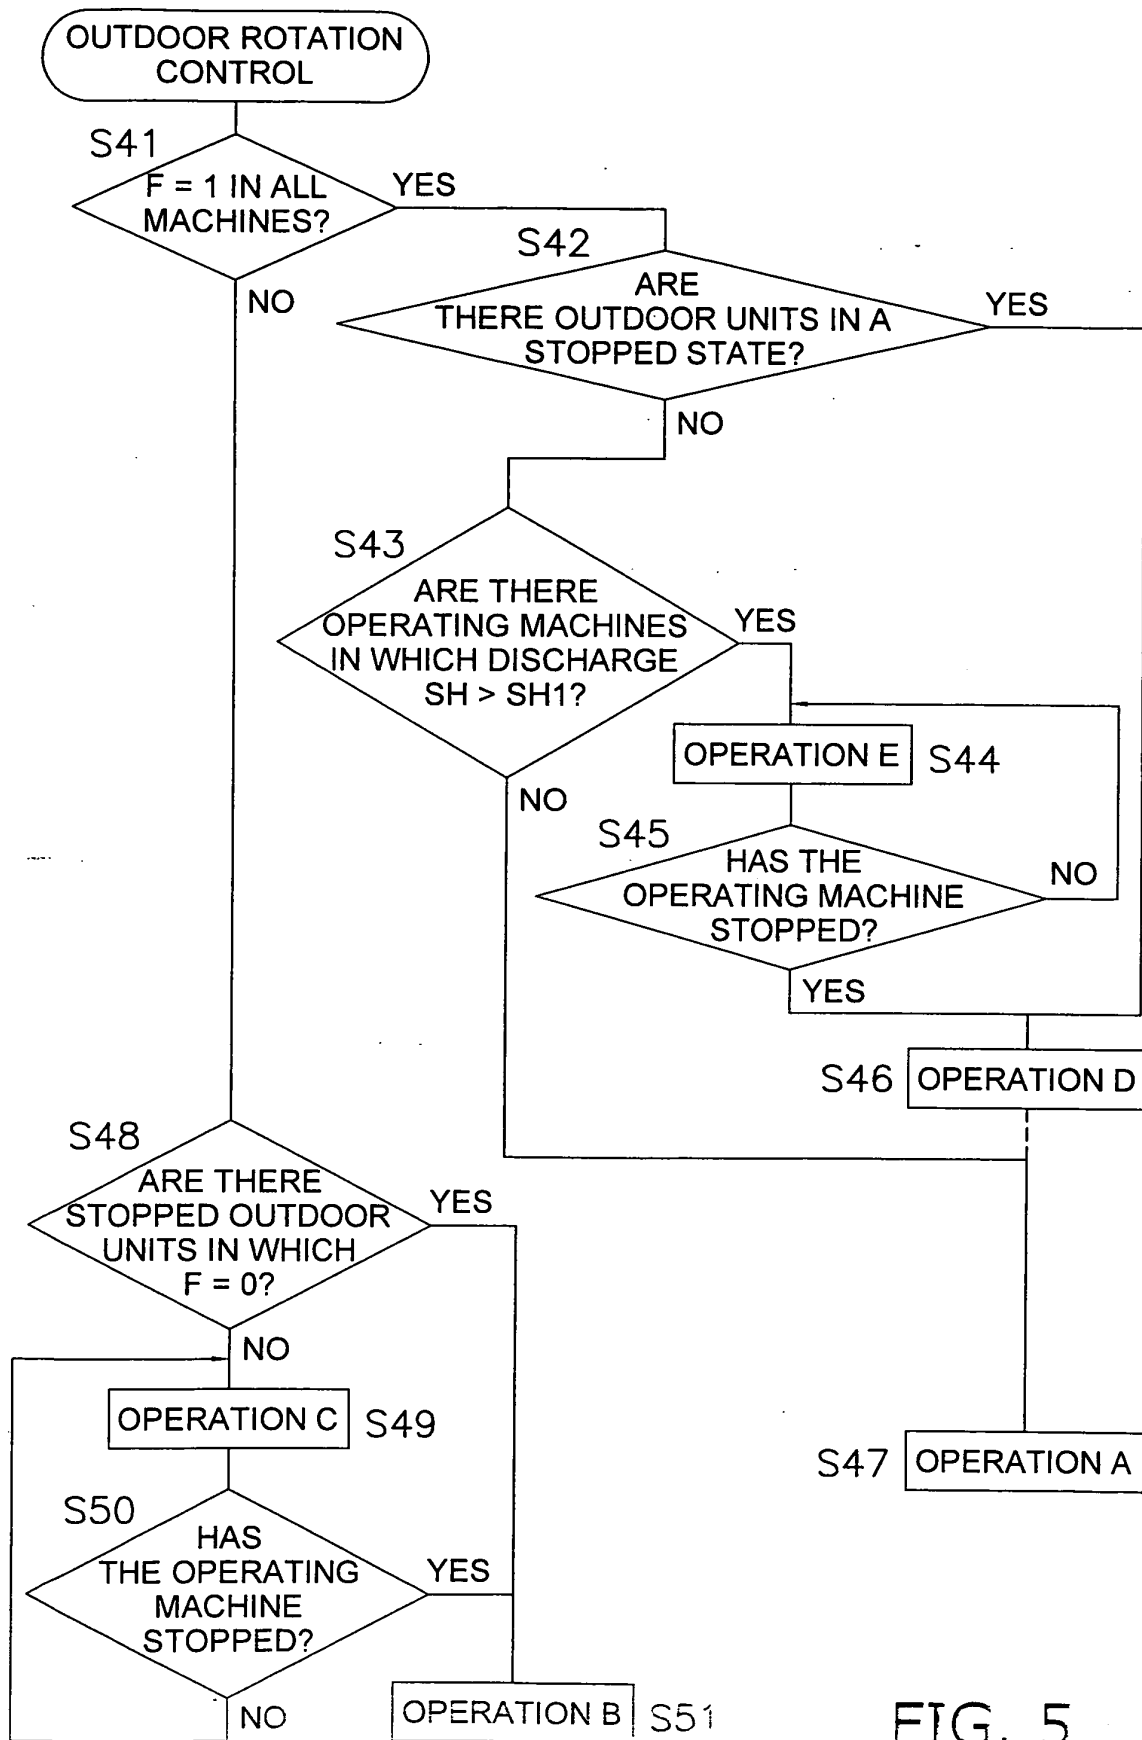 OUTDOOR ROTATION
CONTROL
S41
F = 1 IN ALL
MACHINES?
YES
NO
S42
ARE
THERE OUTDOOR UNITS IN A
STOPPED STATE?
YES
NO
S43
ARE THERE
OPERATING MACHINES
IN WHICH DISCHARGE
SH > SH1?
YES
NO
OPERATION E
S44
S45
HAS THE
OPERATING MACHINE
STOPPED?
NO
YES
S46
OPERATION D
S48
ARE THERE
STOPPED OUTDOOR
UNITS IN WHICH
F = 0?
YES
NO
OPERATION C
S49
S47
OPERATION A
S50
HAS
THE OPERATING
MACHINE
STOPPED?
YES
NO
OPERATION B
S51
FIG. 5